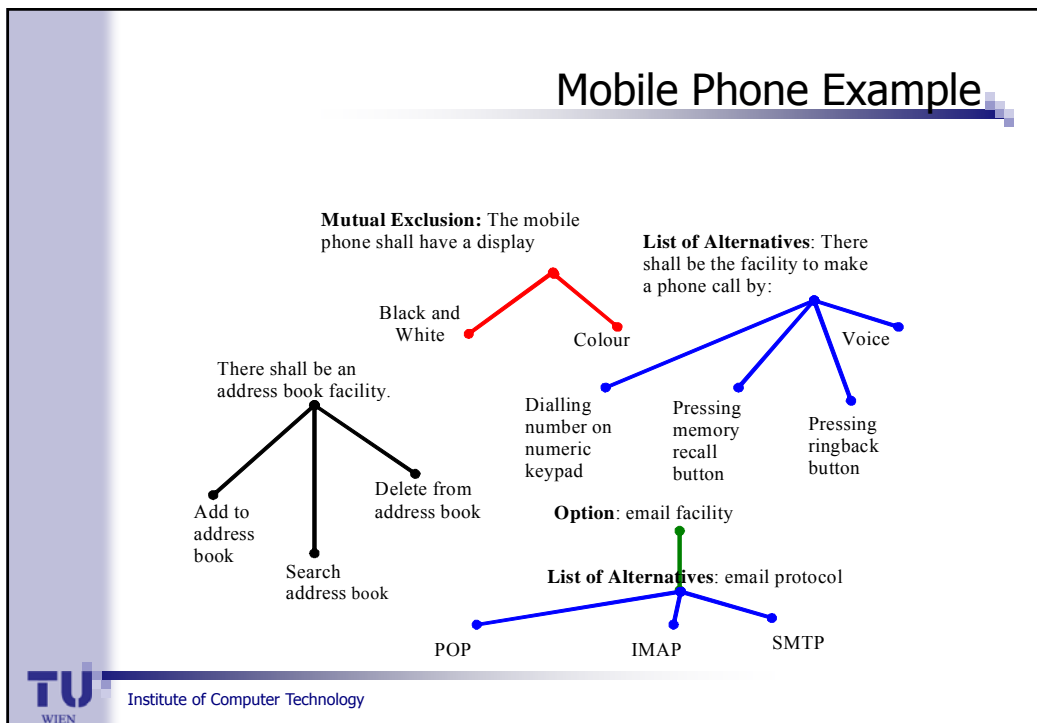 Mobile Phone Example
Mutual Exclusion: The mobile
phone shall have a display
Black and
White
Colour
List of Alternatives: There
shall be the facility to make
a phone call by:
Voice
Dialling
number on
numeric
keypad
Pressing
memory
recall
button
Pressing
ringback
button
There shall be an
address book facility.
Add to
address
book
Search
address book
Delete from
address book
Option: email facility
List of Alternatives: email protocol
POP
IMAP
SMTP
TU
WIEN
Institute of Computer Technology